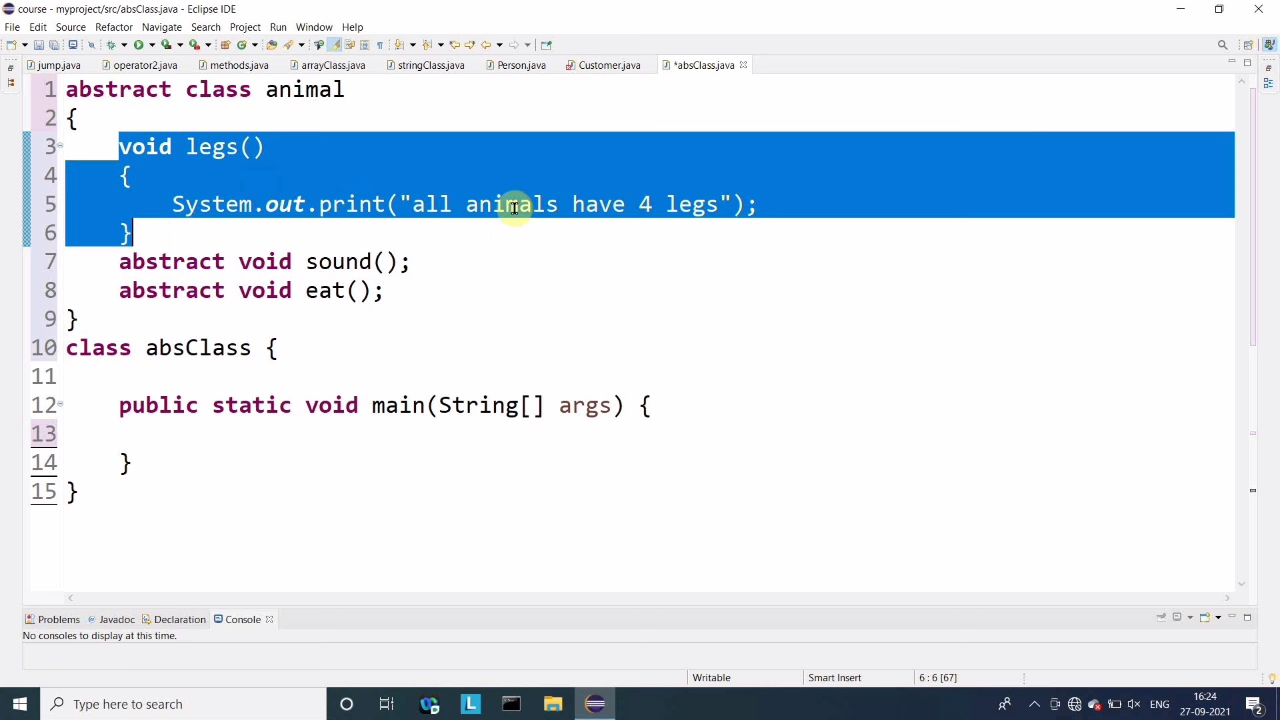 course - myproject/src/absClass.java - Eclipse IDE
File Edit Source Refactor Navigate Search Project Run Window Help
jump.java operator2.java methods.java arrayClass.java stringClass.java Person.java Customer.java *absClass.java
1 abstract class animal
2 {
3 void legs()
4 {
5 System.out.print("all animals have 4 legs");
6 }
7 abstract void sound();
8 abstract void eat();
9 }
10 class absClass {
11
12 public static void main(String[] args) {
13
14 }
15 }
Problems Javadoc Declaration Console
No consoles to display at this time.
Writable Smart Insert 6 : 6 [67]
Type here to search L ENG 16:24
27-09-2021 2